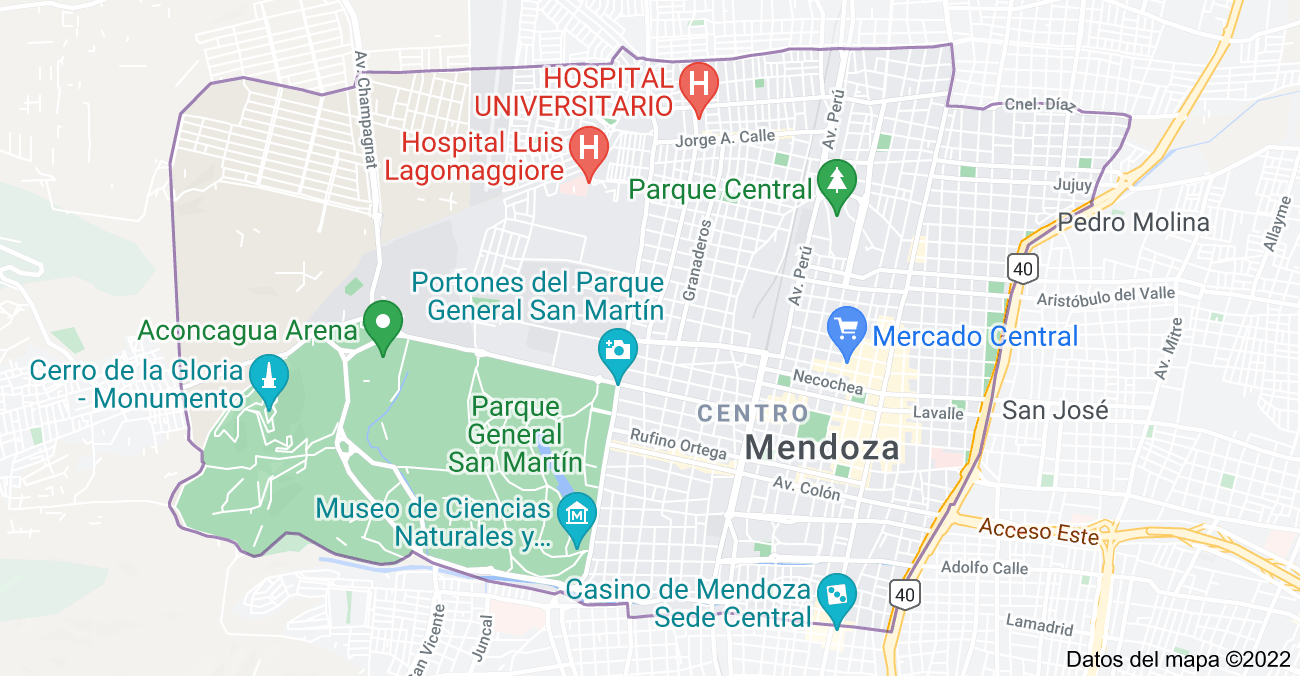 Av. Champagnat
HOSPITAL
UNIVERSITARIO
H
Hospital Luis
Lagomaggiore
H
Cnel. Díaz
Av. Perú
Jorge A. Calle
Parque Central
Jujuy
Pedro Molina
Allayme
Granaderos
Av. Perú
40
Portones del Parque
General San Martín
Aristóbulo del Valle
Aconcagua Arena
Mercado Central
Av. Mitre
Cerro de la Gloria
- Monumento
Necochea
Parque
General
San Martín
CENTRO
Lavalle
San José
Rufino Ortega
Mendoza
Av. Colón
Museo de Ciencias
Naturales y...
M
Acceso Este
Adolfo Calle
Casino de Mendoza
Sede Central
40
San Vicente
Juncal
Lamadrid
Datos del mapa ©2022